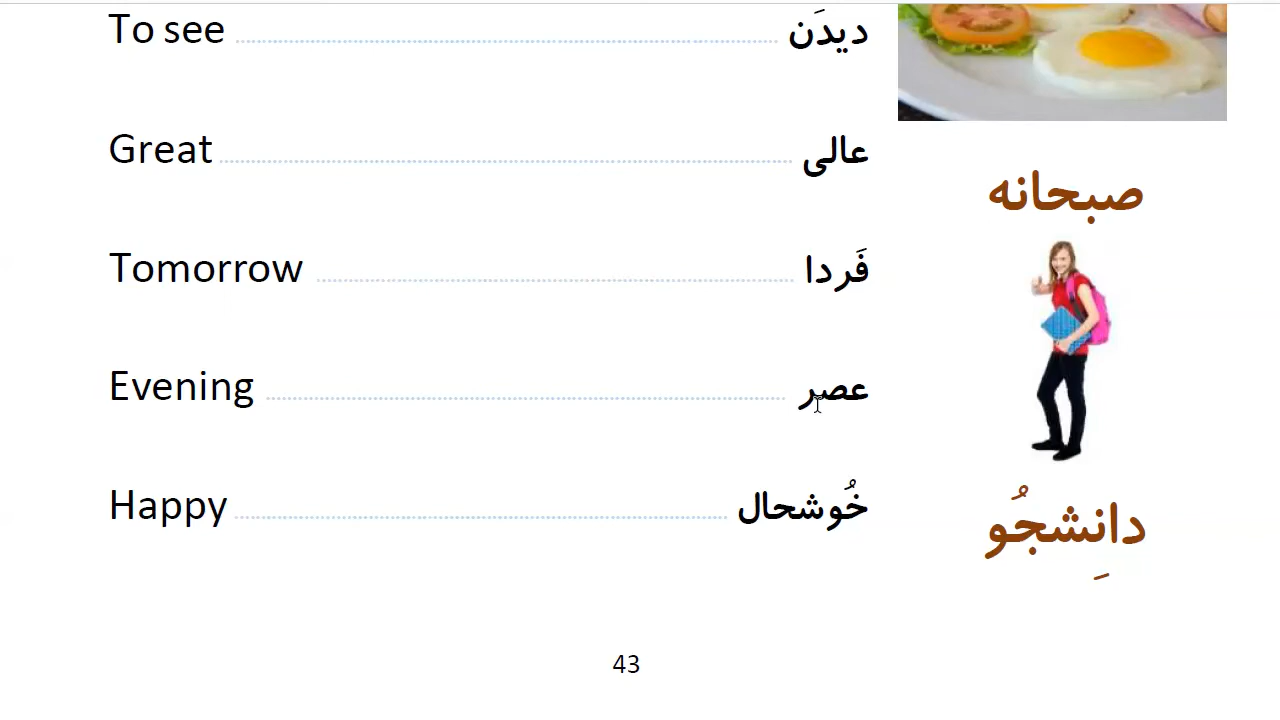 To see ........ دیدَن
Great ........ عالی
صبحانه
Tomorrow ........ فَردا
Evening ........ عصر
Happy ........ خُوشحال
دانِشجُو
43